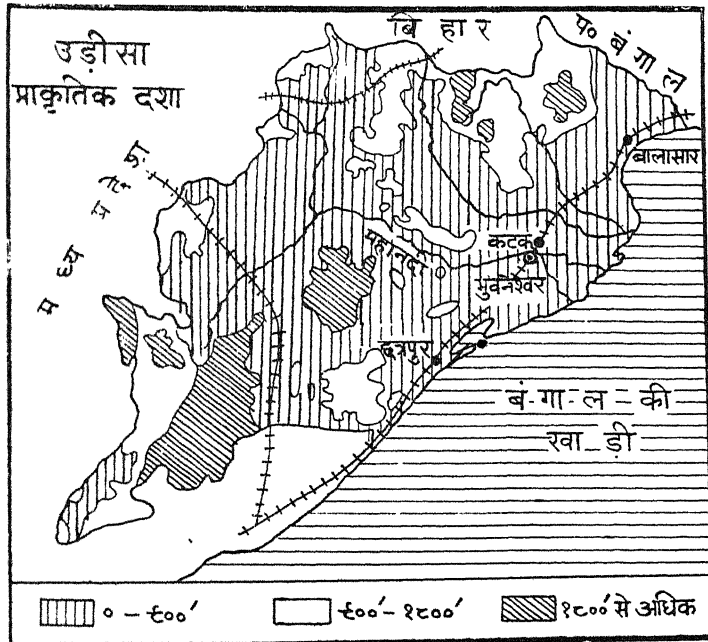 उड़ीसा
प्राकृतिक दशा
बिहार
प० बंगाल
मध्य प्रदेश
बालासार
कटक
महानदी
भुवनेश्वर
छत्रपुर
बं-गा-ल की
खाड़ी
० – ६००'
६००' – १८००'
१८००' से अधिक